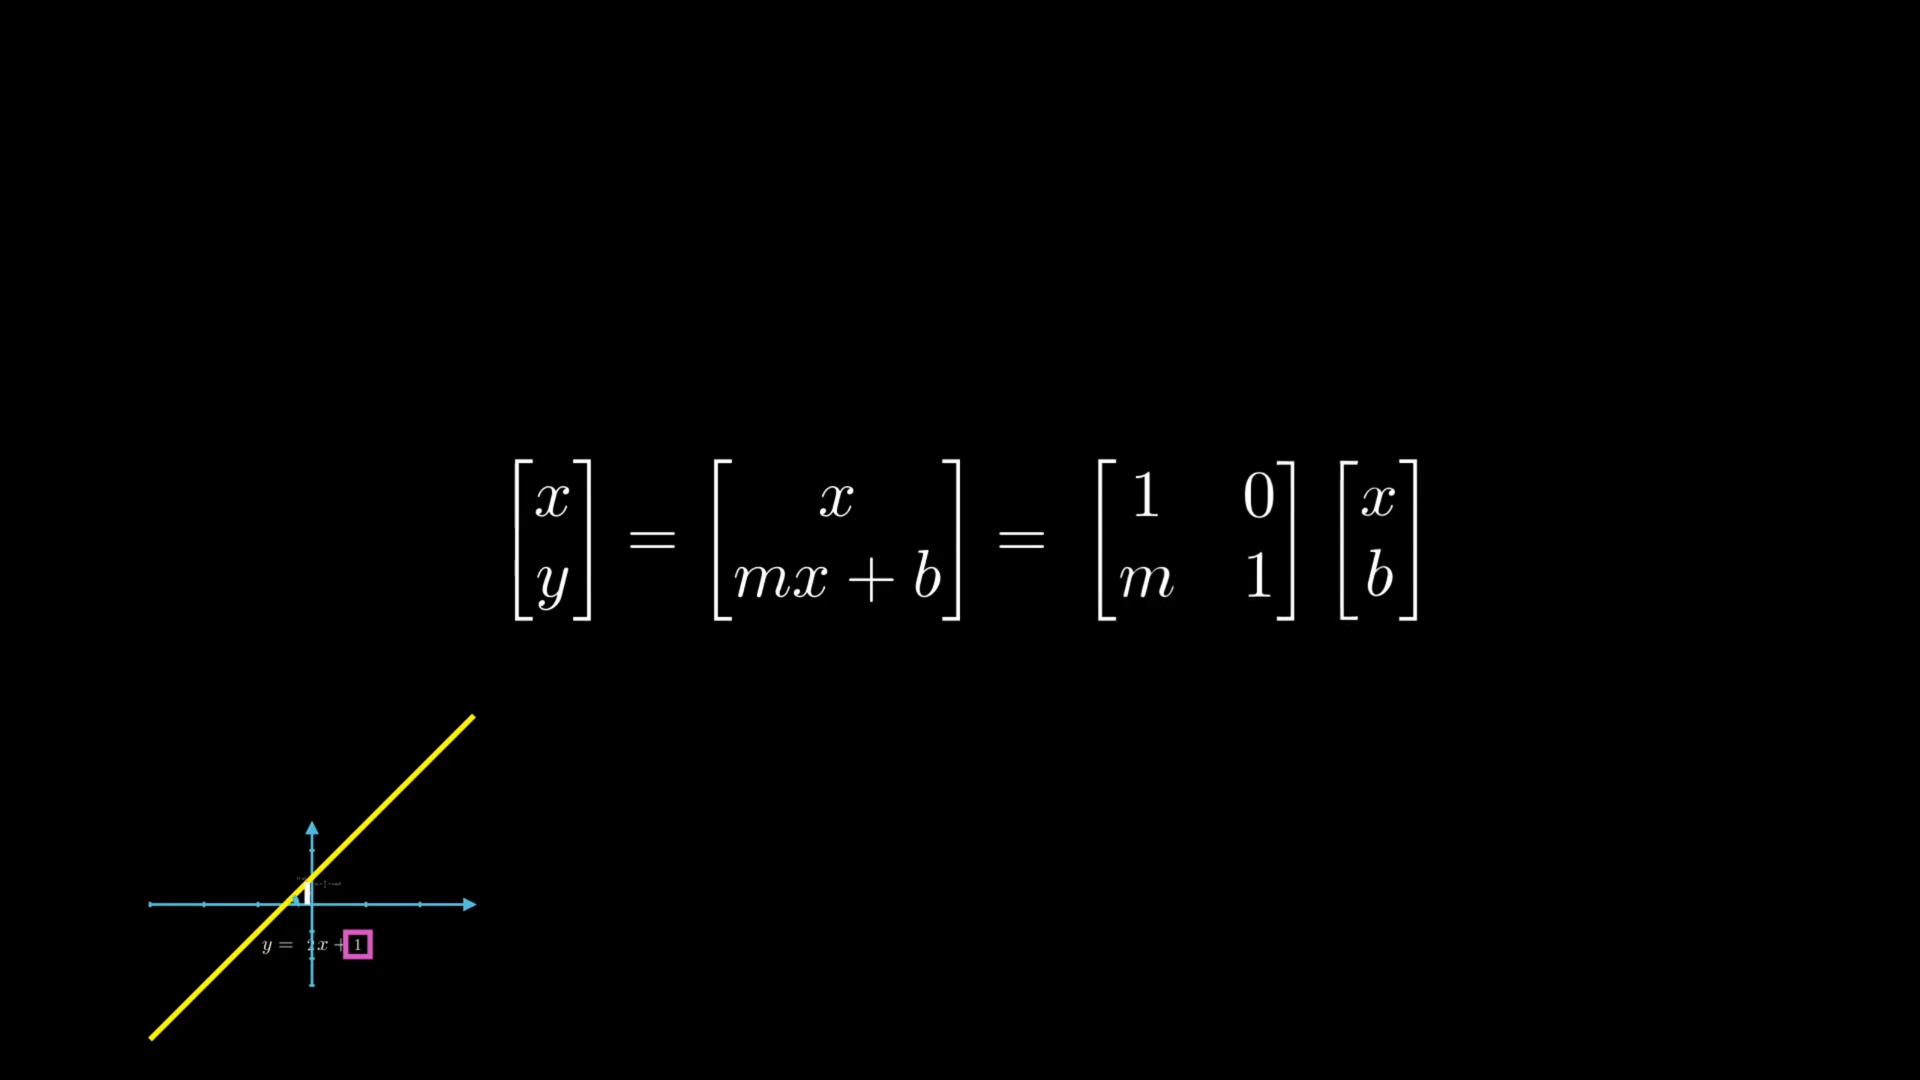 [x y] = [x mx + b] = [1 0 m 1] [x b]
y = 2x + 1